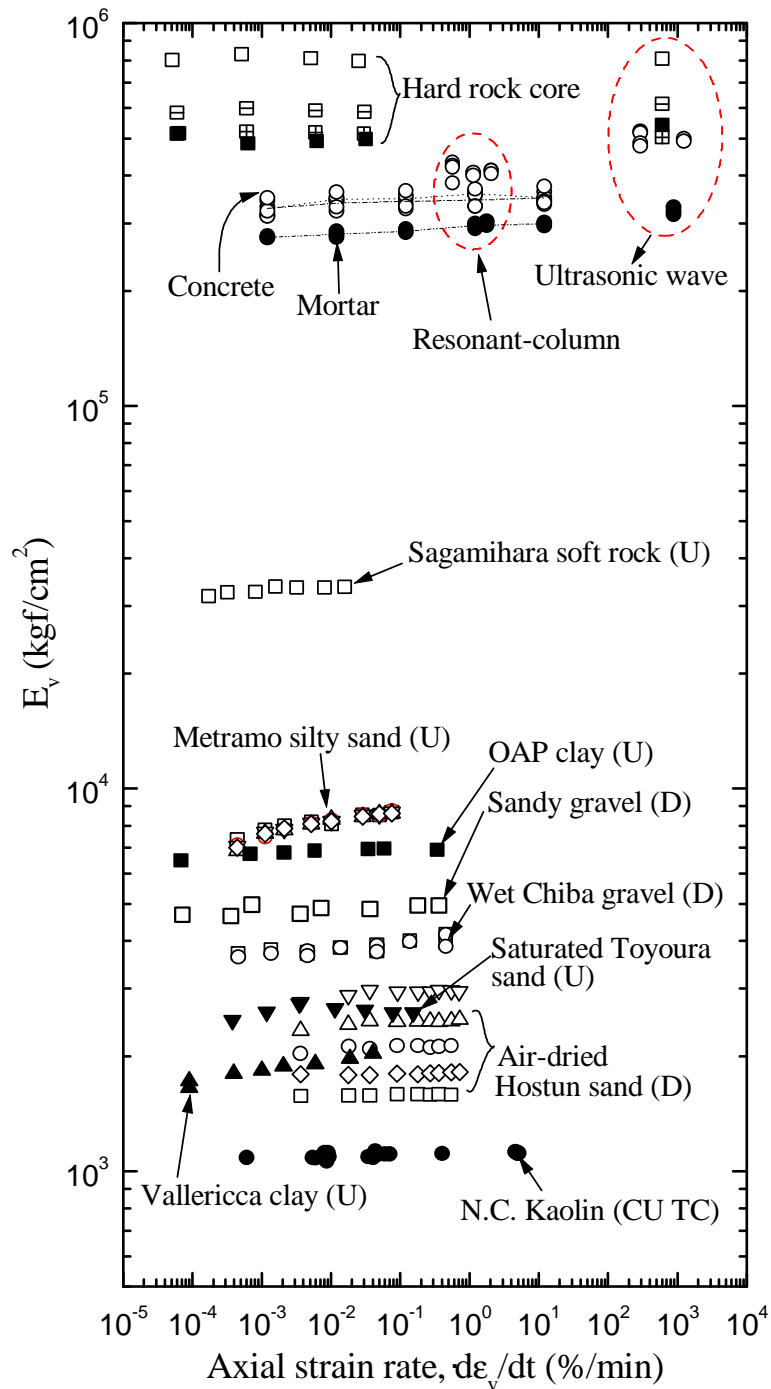 10^6
Hard rock core
Concrete
Mortar
Resonant-column
Ultrasonic wave
10^5
Sagamihara soft rock (U)
E_v (kgf/cm^2)
Metramo silty sand (U)
OAP clay (U)
10^4
Sandy gravel (D)
Wet Chiba gravel (D)
Saturated Toyoura
sand (U)
Air-dried
Hostun sand (D)
10^3
Vallericca clay (U)
N.C. Kaolin (CU TC)
10^-5 10^-4 10^-3 10^-2 10^-1 10^0 10^1 10^2 10^3 10^4
Axial strain rate, ·dε_v/dt (%/min)